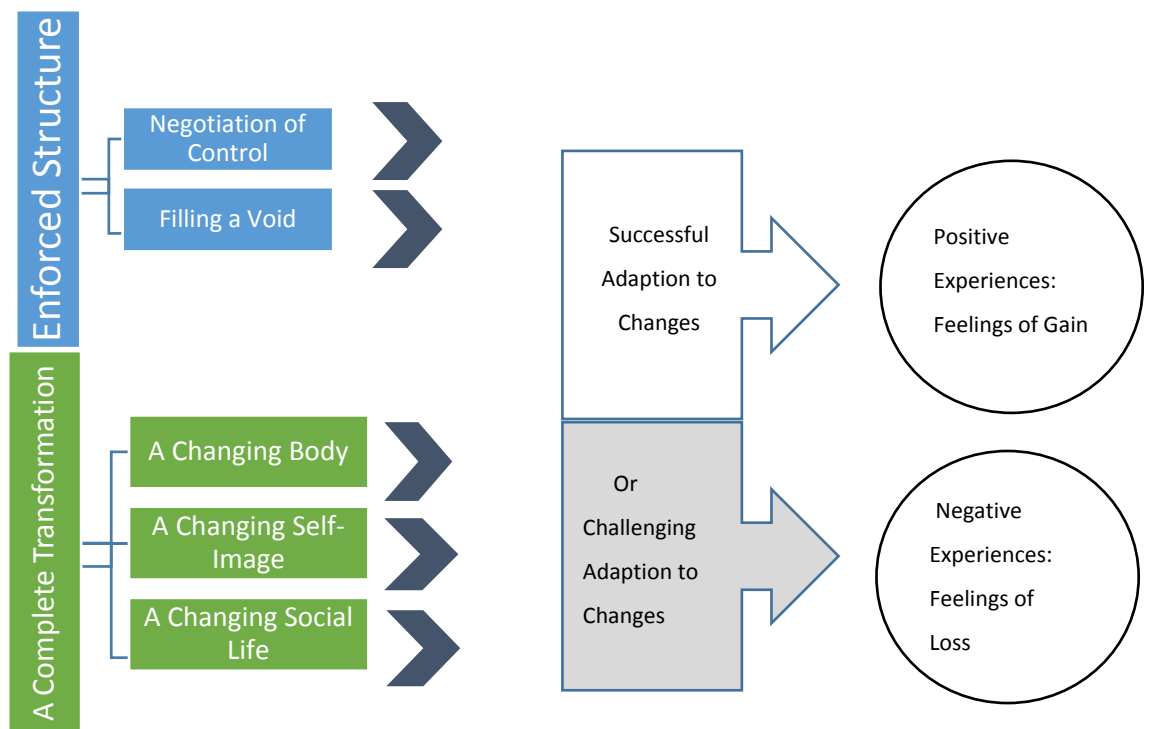 Enforced Structure
Negotiation of
Control
Filling a Void
A Complete Transformation
A Changing Body
A Changing Self-
Image
A Changing Social
Life
Successful
Adaption to
Changes
Or
Challenging
Adaption to
Changes
Positive
Experiences:
Feelings of Gain
Negative
Experiences:
Feelings of
Loss